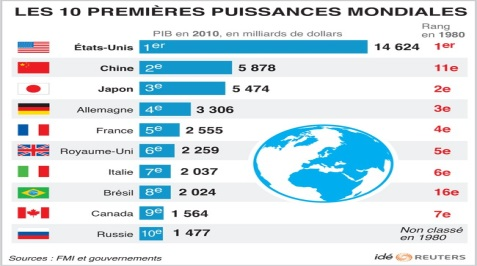 LES 10 PREMIÈRES PUISSANCES MONDIALES
PIB en 2010, en milliards de dollars
Rang en 1980
États-Unis 1er 14 624 1er
Chine 2e 5 878 11e
Japon 3e 5 474 2e
Allemagne 4e 3 306 3e
France 5e 2 555 4e
Royaume-Uni 6e 2 259 5e
Italie 7e 2 037 6e
Brésil 8e 2 024 16e
Canada 9e 1 564 7e
Russie 10e 1 477 Non classé en 1980
Sources : FMI et gouvernements
idé REUTERS